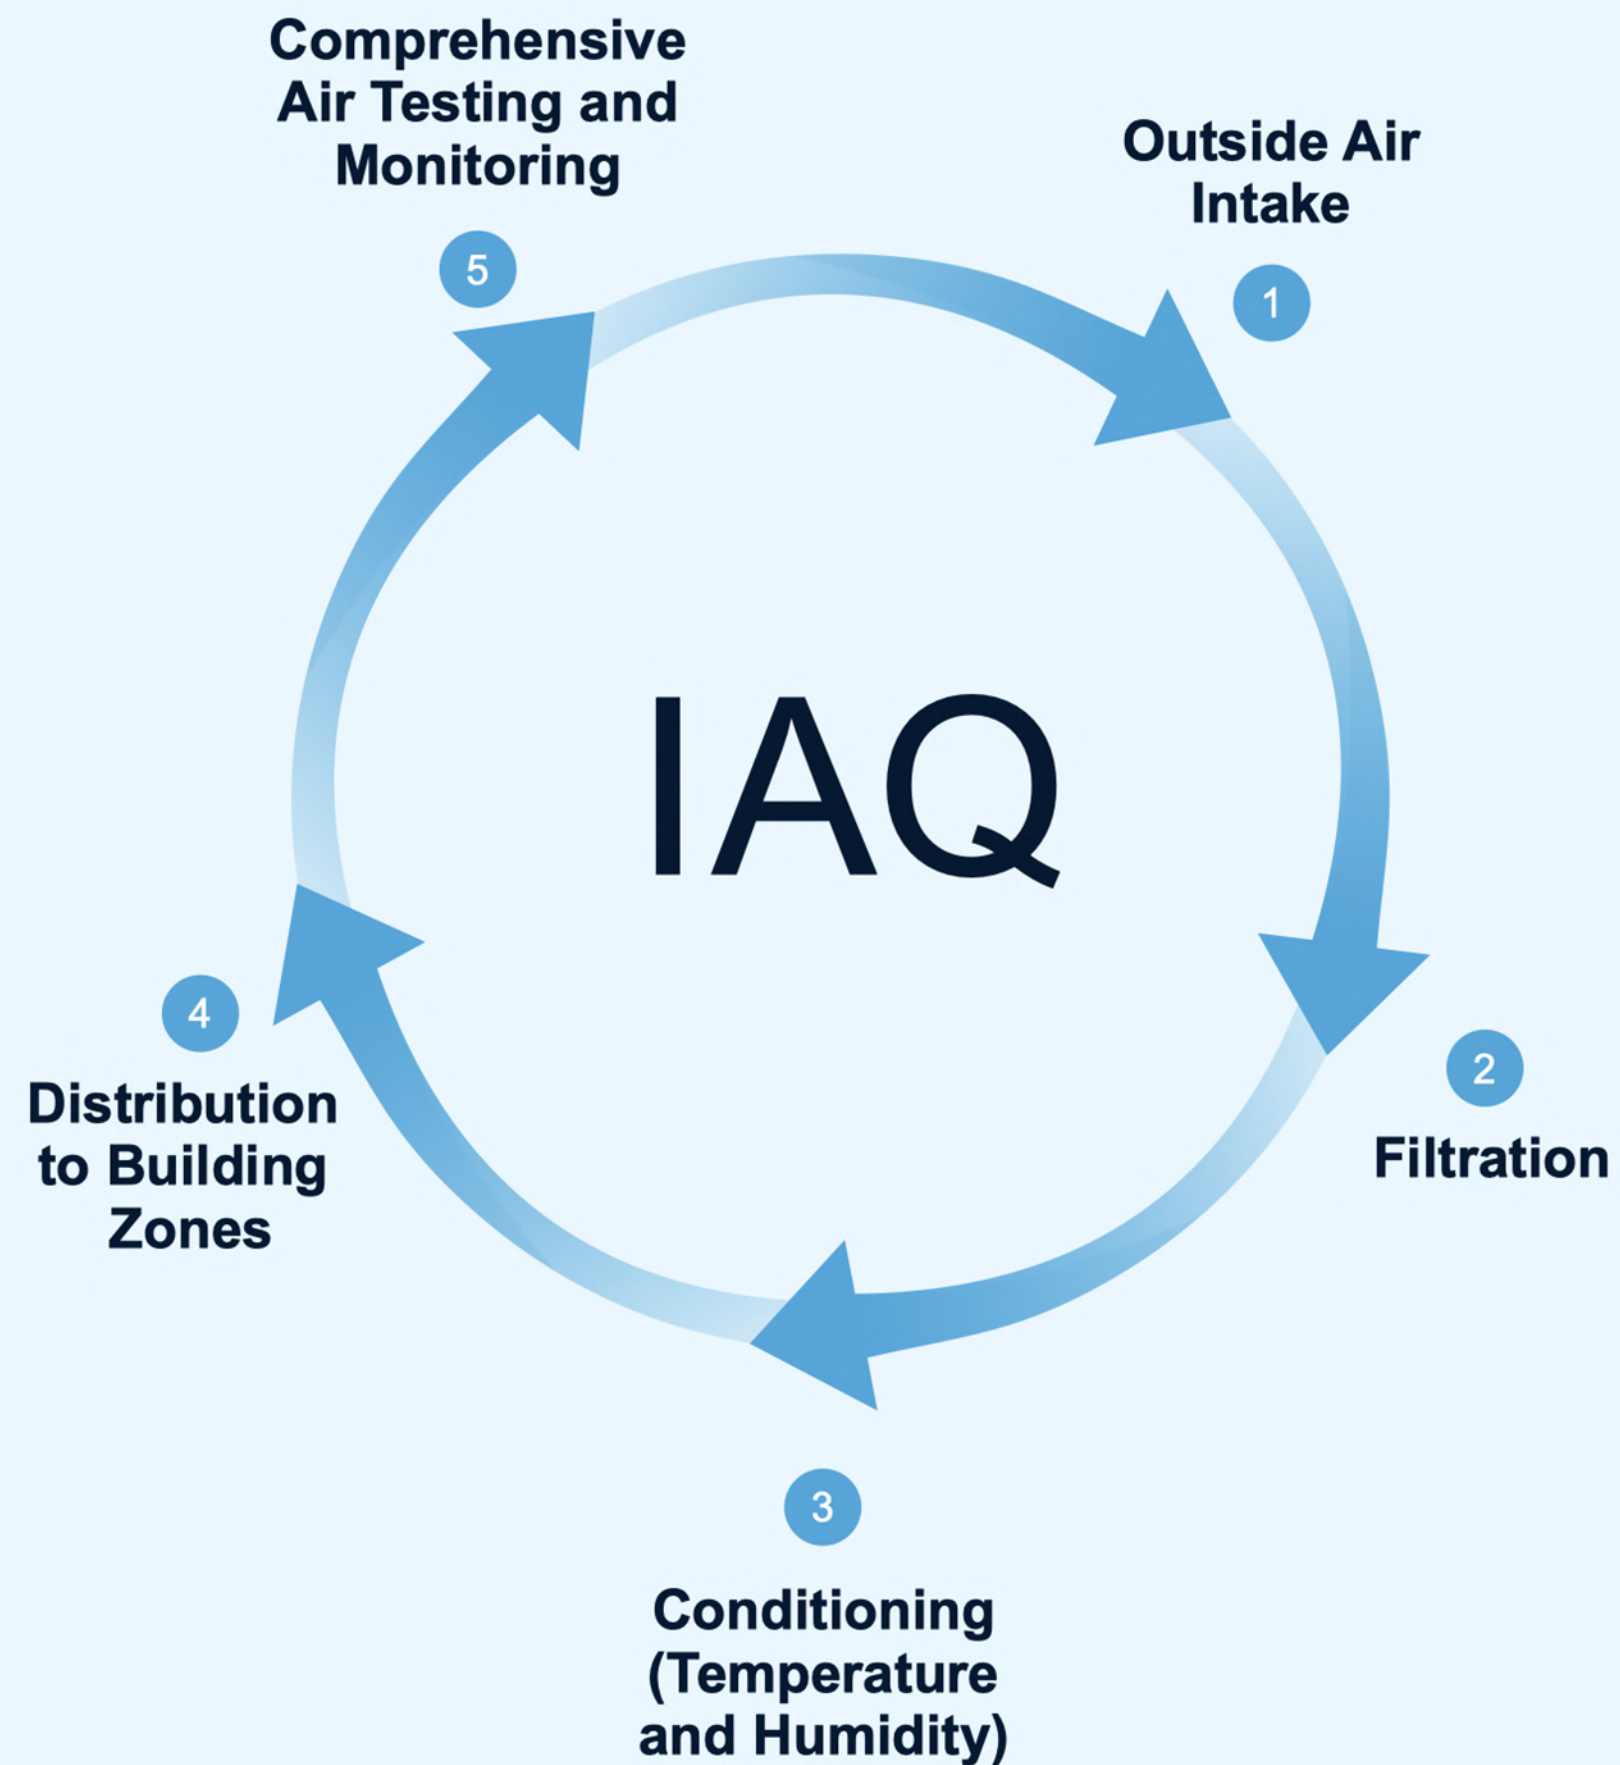 Comprehensive
Air Testing and
Monitoring
5
Outside Air
Intake
1
IAQ
4
Distribution
to Building
Zones
2
Filtration
3
Conditioning
(Temperature
and Humidity)